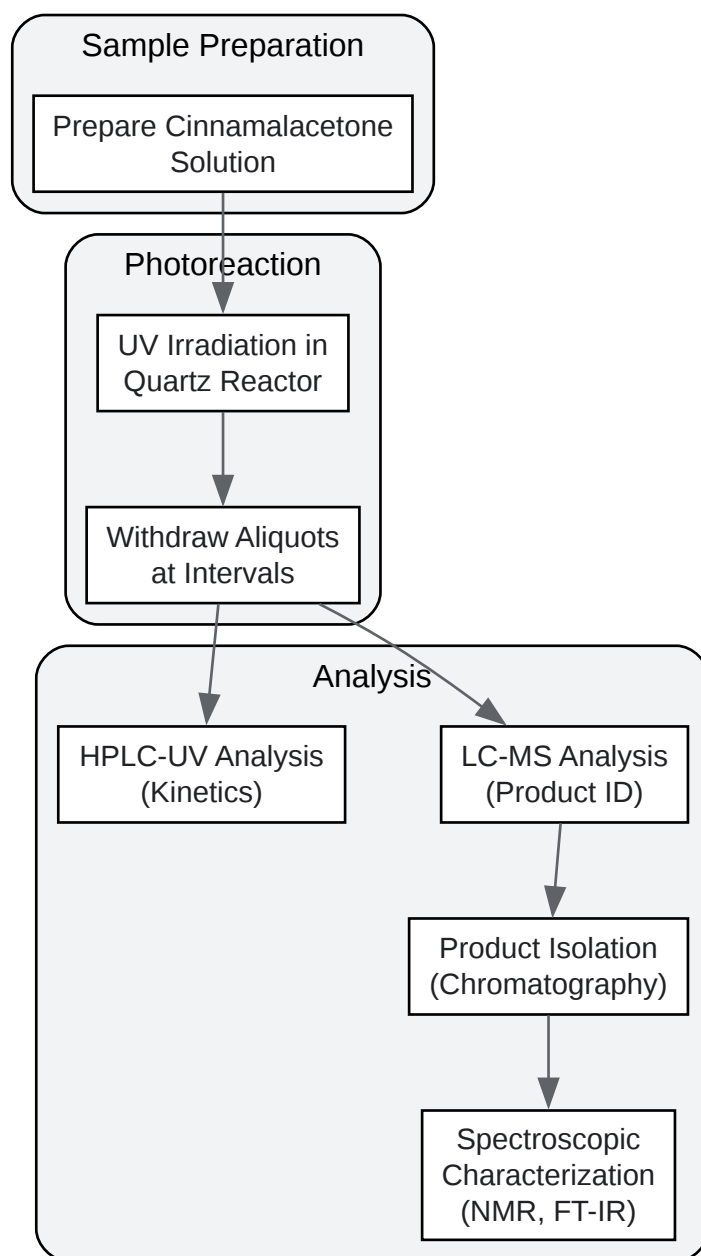 Sample Preparation
Prepare Cinnamalacetone
Solution
Photoreaction
UV Irradiation in
Quartz Reactor
Withdraw Aliquots
at Intervals
Analysis
HPLC-UV Analysis
(Kinetics)
LC-MS Analysis
(Product ID)
Product Isolation
(Chromatography)
Spectroscopic
Characterization
(NMR, FT-IR)